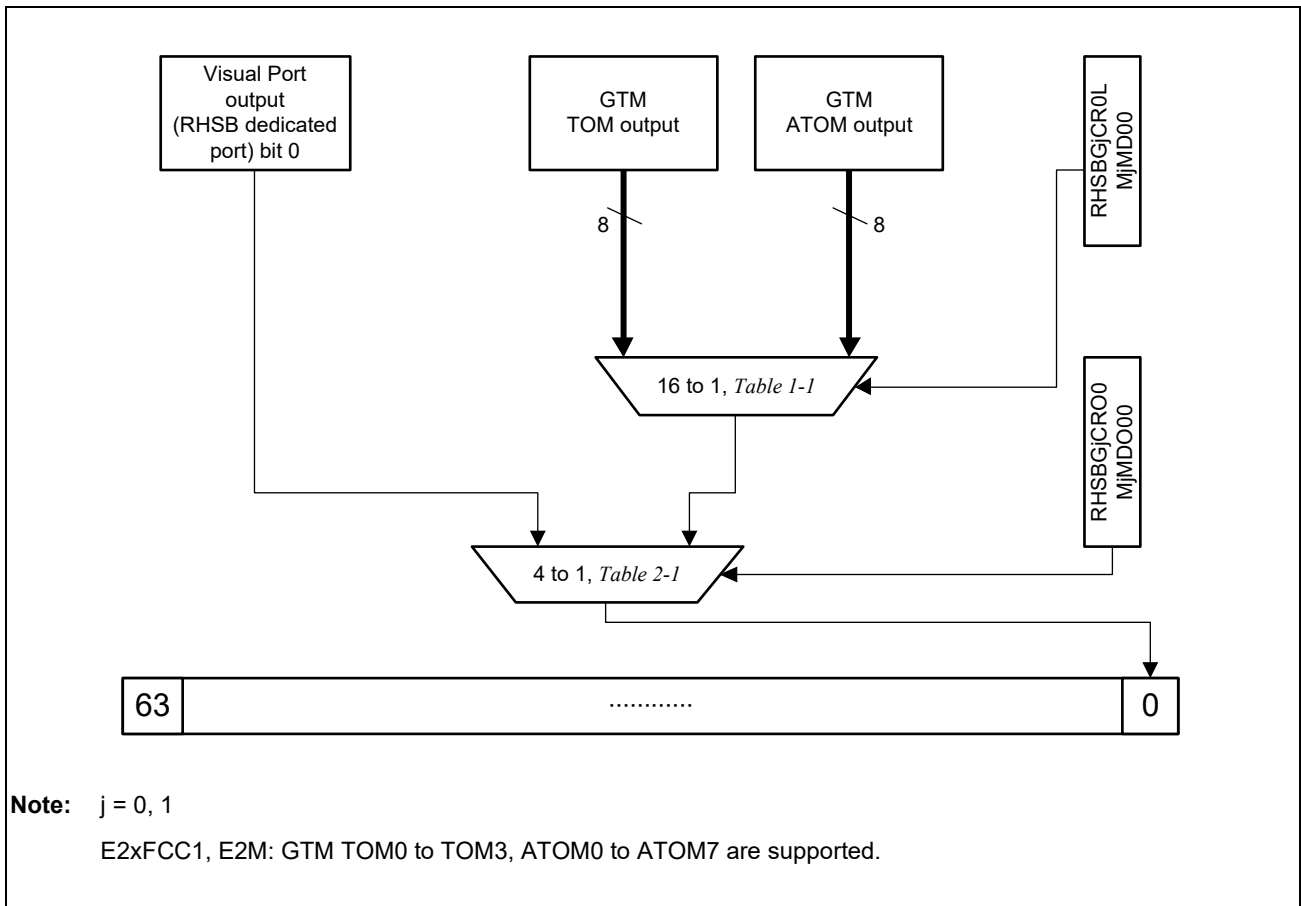 Visual Port
output
(RHSB dedicated
port) bit 0
GTM
TOM output
GTM
ATOM output
RHSBGjCR0L
MjMD00
8
8
16 to 1, Table 1-1
RHSBGjCRO0
MjMDO00
4 to 1, Table 2-1
63
............
0
Note: j = 0, 1
E2xFCC1, E2M: GTM TOM0 to TOM3, ATOM0 to ATOM7 are supported.